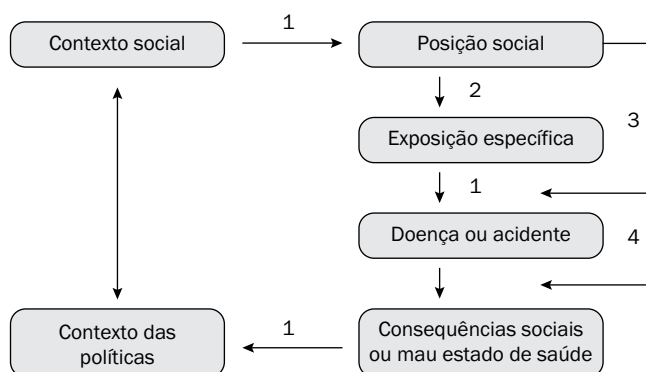 Contexto social
1
Posição social
2
Exposição específica
3
1
Doença ou acidente
4
Contexto das
políticas
1
Consequências sociais
ou mau estado de saúde